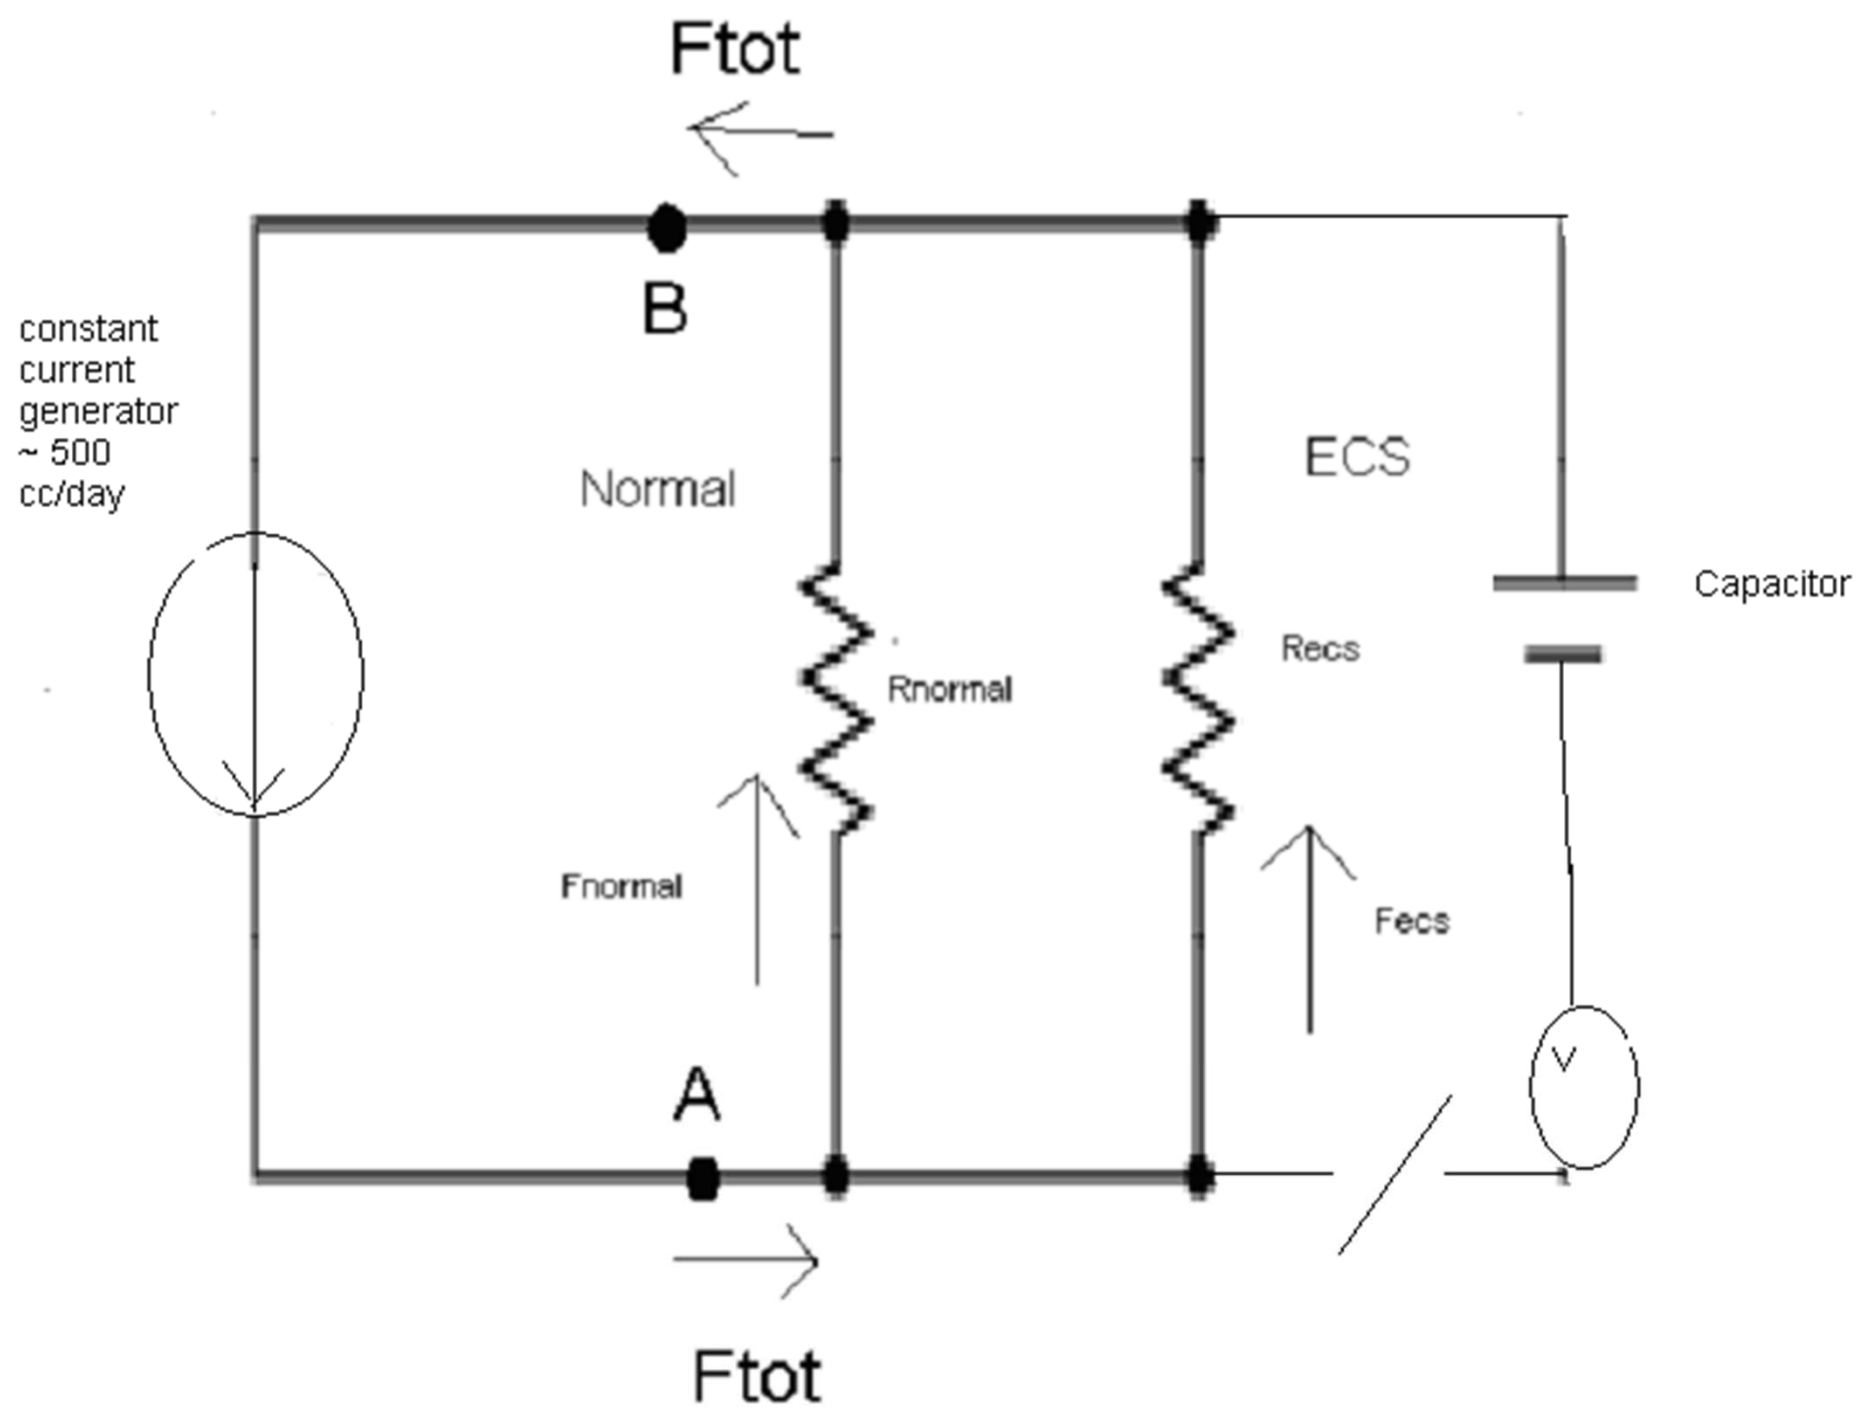 Ftot
B
constant
current
generator
~ 500
cc/day
Normal
ECS
Capacitor
Recs
Rnormal
Fnormal
Fecs
A
V
Ftot